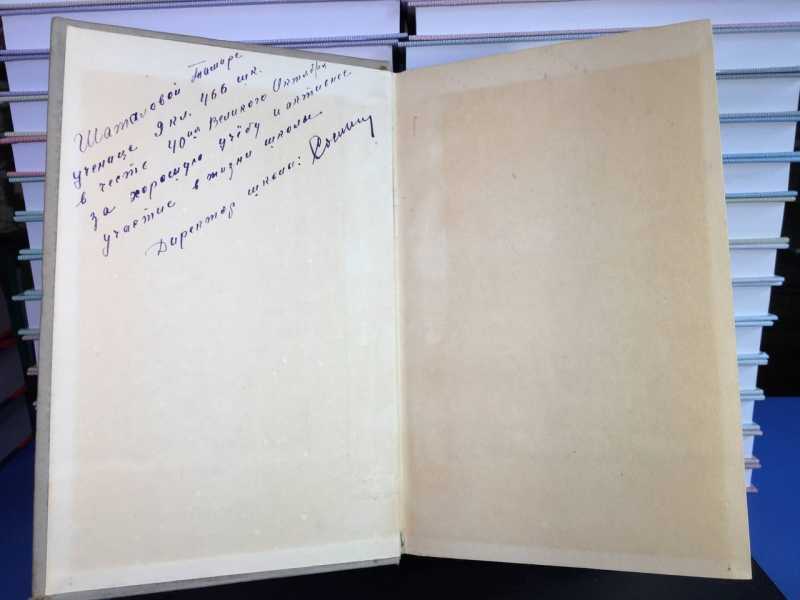 Шаталовой Тамаре
ученице 9 кл. 466 шк.
в честь 40ия Великого Октября
за хорошую учёбу и активное
участие в жизни школы.
Директор школы: